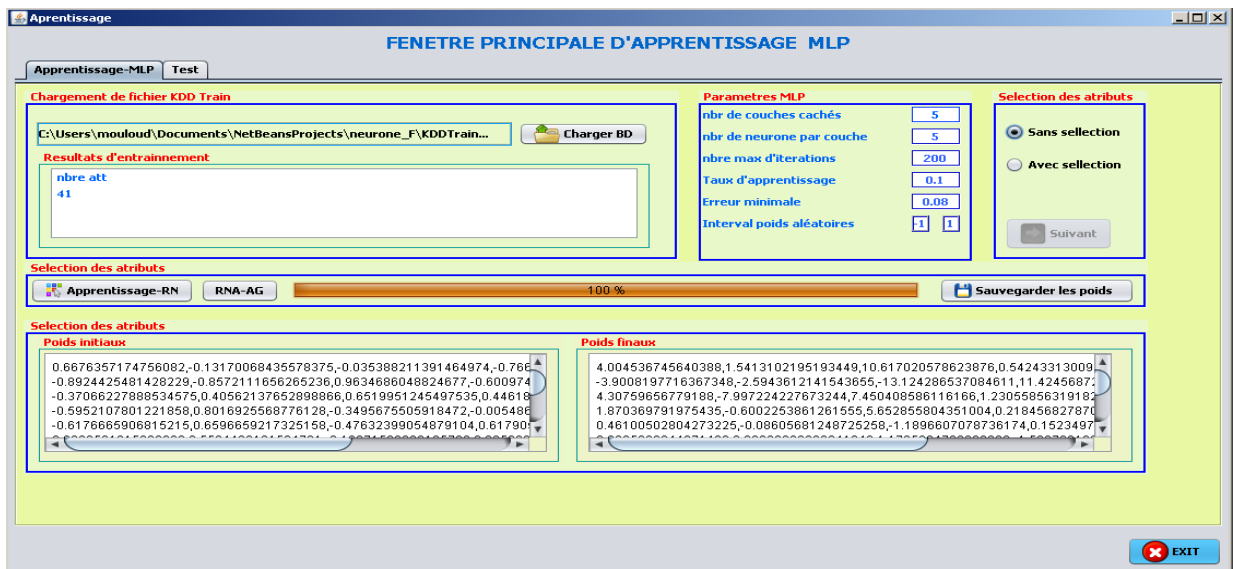 Aprentissage
FENETRE PRINCIPALE D'APPRENTISSAGE MLP
Apprentissage-MLP
Test
Chargement de fichier KDD Train
C:\Users\mouloud\Documents\NetBeansProjects\neurone_F\KDDTrain...
Charger BD
Resultats d'entrainnement
nbre att
41
Parametres MLP
nbr de couches cachés 5
nbr de neurone par couche 5
nbre max d'iterations 200
Taux d'apprentissage 0.1
Erreur minimale 0.08
Interval poids aléatoires -1 1
Selection des atributs
Sans sellection
Avec sellection
Suivant
Selection des atributs
Apprentissage-RN
RNA-AG
100 %
Sauvegarder les poids
Selection des atributs
Poids initiaux
0.6676357174756082,-0.13170068435578375,-0.035388211391464974,-0.766
-0.8924425481428229,-0.8572111656265236,0.9634686048824677,-0.600974
-0.37066227888534575,0.40562137652898866,0.6519951245497535,0.44618
-0.5952107801221858,0.8016925568776128,-0.34956755059184472,-0.005486
-0.6176665906815215,0.6596659217325158,-0.47632399054879104,0.61790
Poids finaux
4.004536745640388,1.5413102195193449,10.617020578623876,0.54243313009
-3.9008197716367348,-2.5943612141543655,-13.124286537084611,11.4245687
4.30759656779188,-7.997224227673244,7.450408586116166,1.2305585631918
1.870369791975435,-0.6002253861261555,5.652855804351004,0.218456827870
0.46100502804273225,-0.08605681248725258,-1.1896607078736174,0.1523497
EXIT